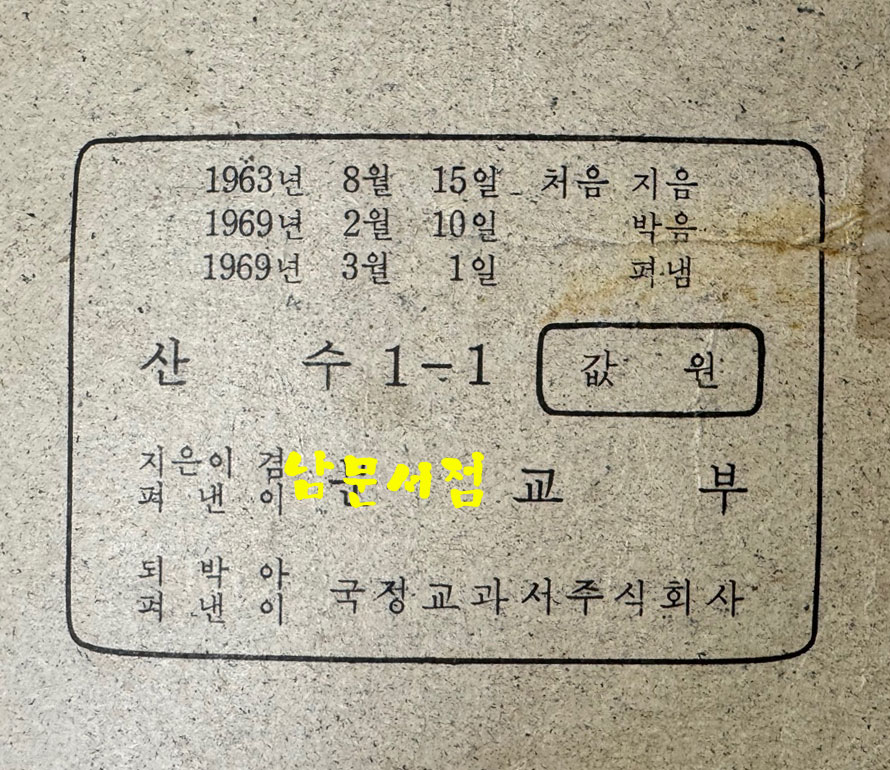 1963년 8월 15일 처음 지음
1969년 2월 10일 박음
1969년 3월 1일 펴냄
산 수 1-1
값 원
지은이 겸
펴 낸 이
남문서점
교 부
되 박 아
펴 낸 이
국정교과서주식회사